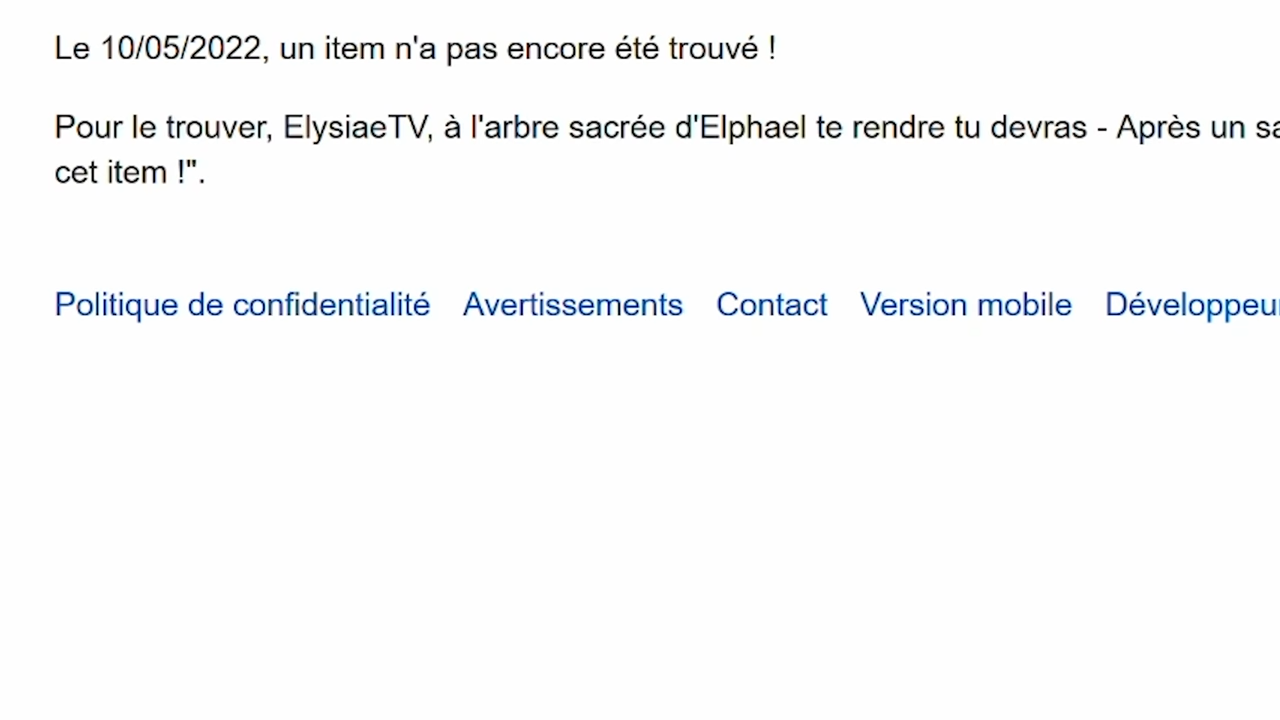 Le 10/05/2022, un item n'a pas encore été trouvé !
Pour le trouver, ElysiaeTV, à l'arbre sacrée d'Elphael te rendre tu devras - Après un
cet item !".
Politique de confidentialité Avertissements Contact Version mobile